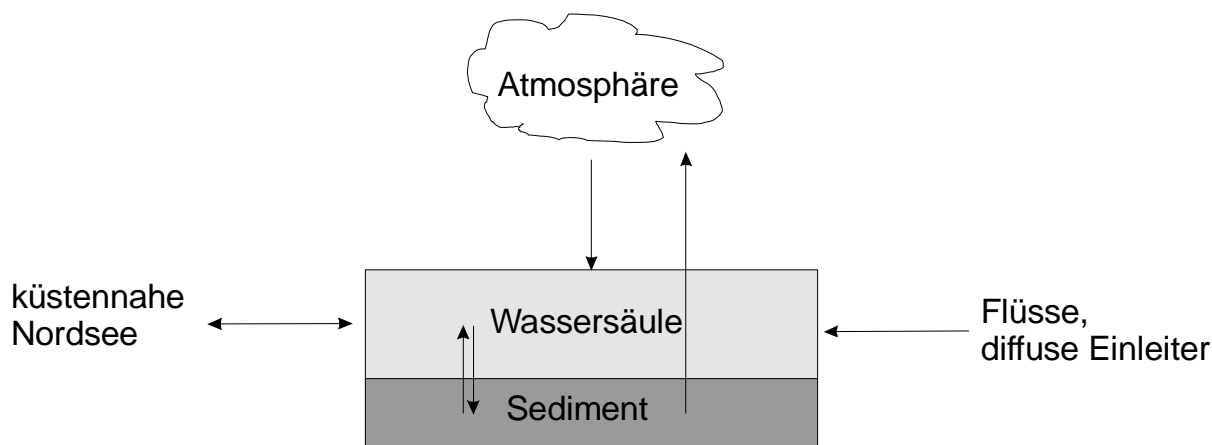 Atmosphäre
küstennahe
Nordsee
Wassersäule
Flüsse,
diffuse Einleiter
Sediment